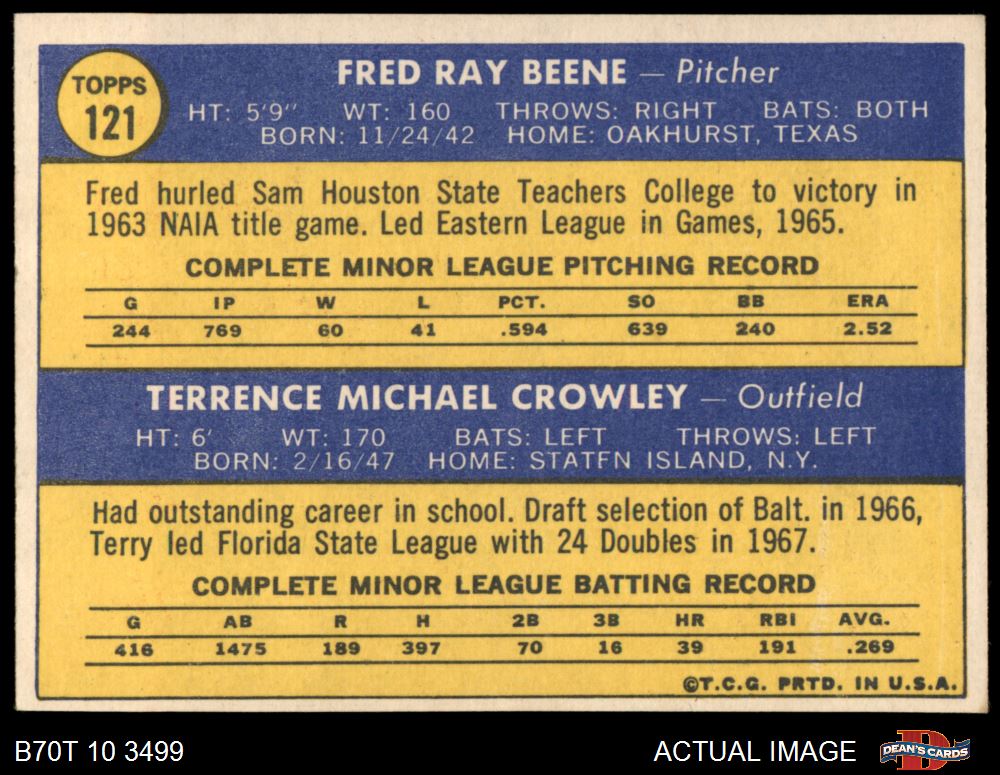 TOPPS
121
FRED RAY BEENE — Pitcher
HT: 5'9" WT: 160 THROWS: RIGHT BATS: BOTH
BORN: 11/24/42 HOME: OAKHURST, TEXAS
Fred hurled Sam Houston State Teachers College to victory in
1963 NAIA title game. Led Eastern League in Games, 1965.
COMPLETE MINOR LEAGUE PITCHING RECORD
G IP W L PCT. SO BB ERA
244 769 60 41 .594 639 240 2.52
TERRENCE MICHAEL CROWLEY — Outfield
HT: 6' WT: 170 BATS: LEFT THROWS: LEFT
BORN: 2/16/47 HOME: STATEN ISLAND, N.Y.
Had outstanding career in school. Draft selection of Balt. in 1966,
Terry led Florida State League with 24 Doubles in 1967.
COMPLETE MINOR LEAGUE BATTING RECORD
G AB R H 2B 3B HR RBI AVG.
416 1475 189 397 70 16 39 191 .269
©T.C.G. PRTD. IN U.S.A.
B70T 10 3499 ACTUAL IMAGE DEAN'S CARDS